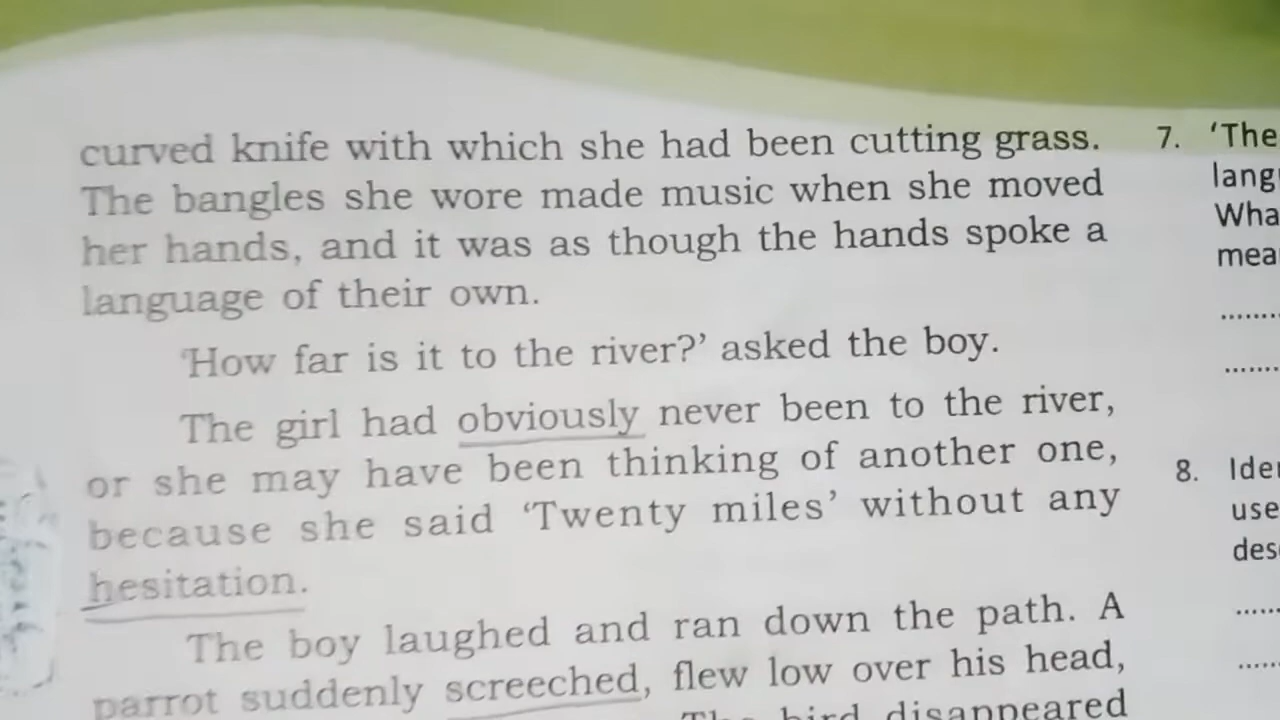 curved knife with which she had been cutting grass.
The bangles she wore made music when she moved
her hands, and it was as though the hands spoke a
language of their own.
‘How far is it to the river?’ asked the boy.
The girl had obviously never been to the river,
or she may have been thinking of another one,
because she said ‘Twenty miles’ without any
hesitation.
The boy laughed and ran down the path. A
parrot suddenly screeched, flew low over his head,
The bird disappeared
7. ‘The
mea
8.
use
des